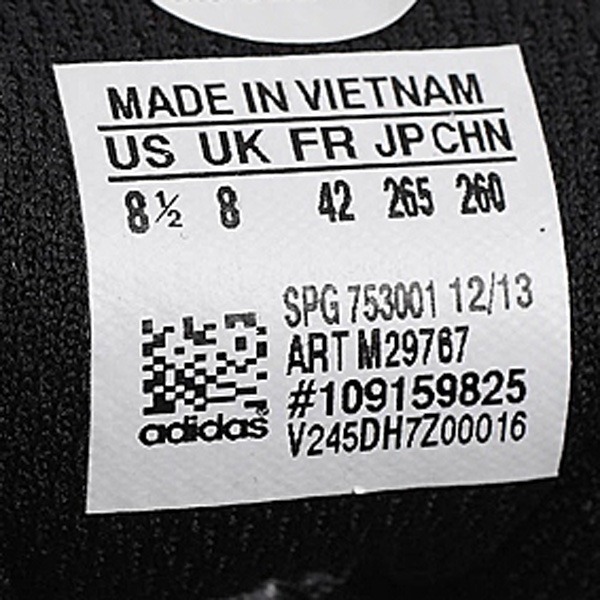 MADE IN VIETNAM
US UK FR JP CHN
8½ 8 42 265 260
SPG 753001 12/13
ART M29767
#109159825
adidas®
V245DH7Z00016